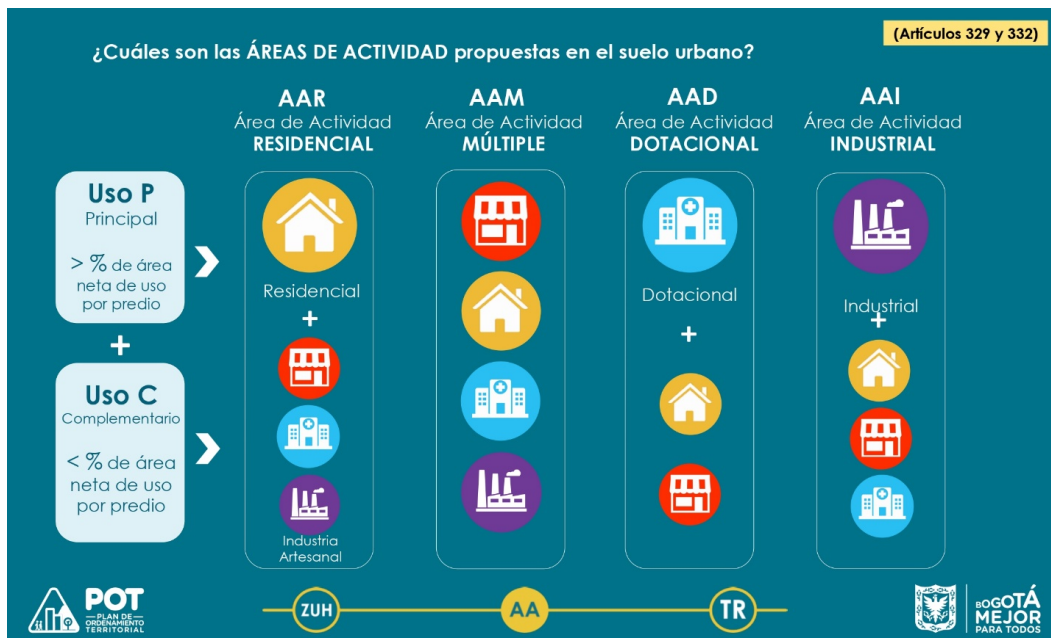 (Artículos 329 y 332)
¿Cuáles son las ÁREAS DE ACTIVIDAD propuestas en el suelo urbano?
AAR
Área de Actividad
RESIDENCIAL
AAM
Área de Actividad
MÚLTIPLE
AAD
Área de Actividad
DOTACIONAL
AAI
Área de Actividad
INDUSTRIAL
Uso P
Principal
> % de área
neta de uso
por predio
+
Uso C
Complementario
< % de área
neta de uso
por predio
Residencial
+
Industria
Artesanal
Dotacional
+
Industrial
+
POT
PLAN DE
ORDENAMIENTO
TERRITORIAL
ZUH
AA
TR
BOGOTÁ
MEJOR
PARA TODOS